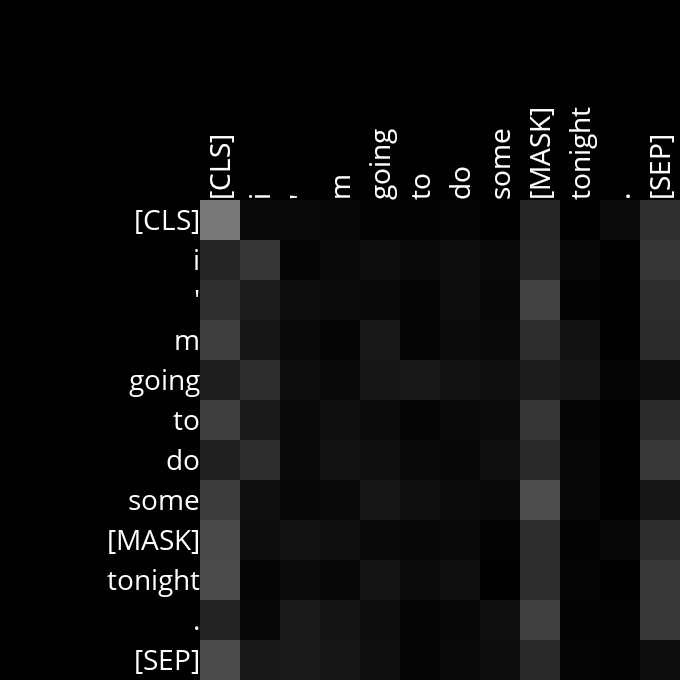 [CLS] i ' m going to do some [MASK] tonight . [SEP]
[CLS]
i
'
m
going
to
do
some
[MASK]
tonight
.
[SEP]